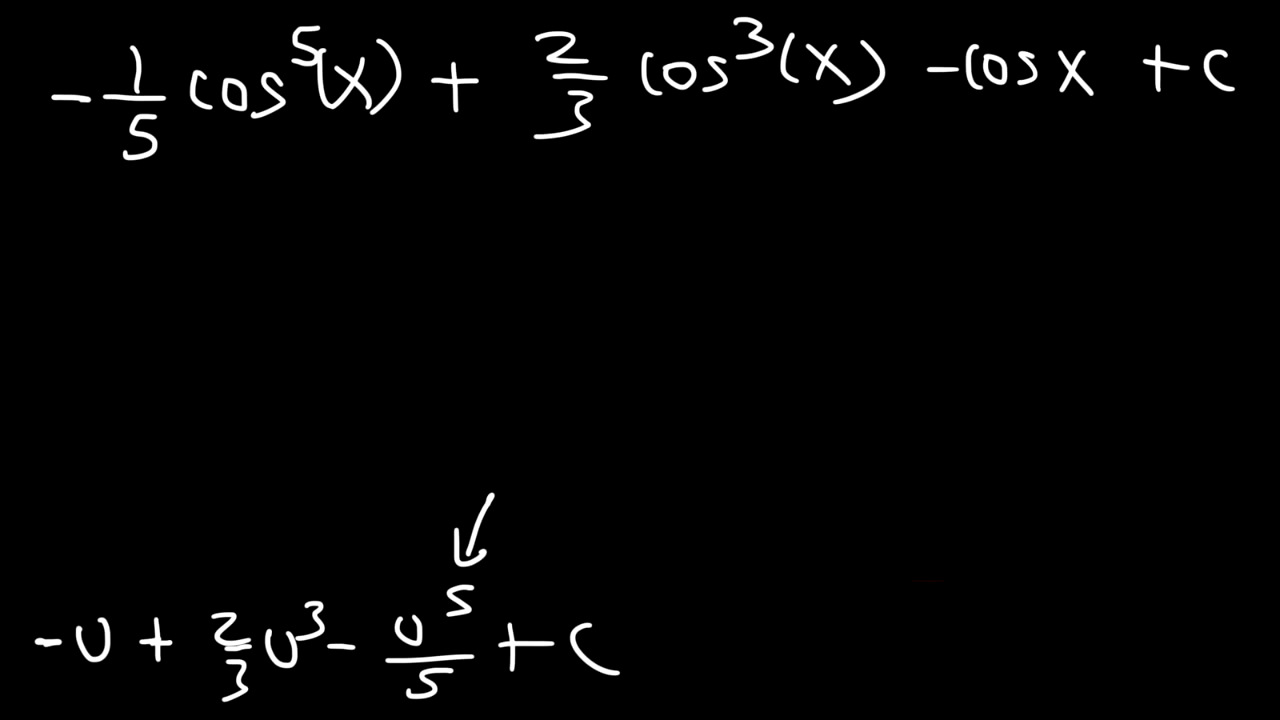 -1/5 cos^5(x) + 2/3 cos^3(x) - cos x + c
-u + 2/3 u^3 - u^5/5 + c